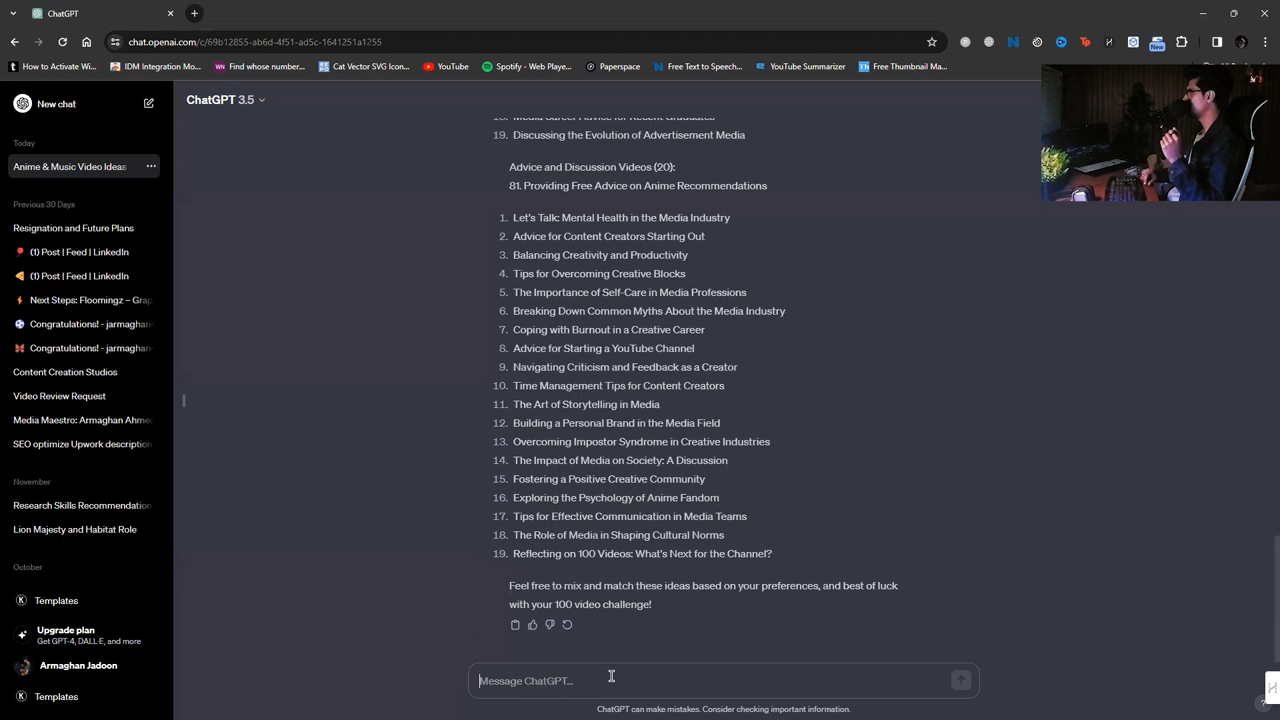 ChatGPT
chat.openai.com/c/69b12855-ab6d-4f51-ad5c-1641251a1255
How to Activate Wi...
IDM Integration Mo...
Find whose number...
Cat Vector SVG Icon...
YouTube
Spotify - Web Playe...
Paperspace
Free Text to Speech...
YouTube Summarizer
Free Thumbnail Ma...
New
New chat
Today
Anime & Music Video Ideas
Previous 30 Days
Resignation and Future Plans
(1) Post | Feed | LinkedIn
(1) Post | Feed | LinkedIn
Next Steps: Floomingz – Grap
Congratulations! - jarmaghan
Congratulations! - jarmaghan
Content Creation Studios
Video Review Request
Media Maestro: Armaghan Ahme
SEO optimize Upwork description
November
Research Skills Recommendation
Lion Majesty and Habitat Role
October
Templates
Upgrade plan
Get GPT-4, DALL·E, and more
Armaghan Jadoon
Templates
ChatGPT 3.5
18. Media Career Advice for Recent Graduates
19. Discussing the Evolution of Advertisement Media
Advice and Discussion Videos (20):
81. Providing Free Advice on Anime Recommendations
1. Let's Talk: Mental Health in the Media Industry
2. Advice for Content Creators Starting Out
3. Balancing Creativity and Productivity
4. Tips for Overcoming Creative Blocks
5. The Importance of Self-Care in Media Professions
6. Breaking Down Common Myths About the Media Industry
7. Coping with Burnout in a Creative Career
8. Advice for Starting a YouTube Channel
9. Navigating Criticism and Feedback as a Creator
10. Time Management Tips for Content Creators
11. The Art of Storytelling in Media
12. Building a Personal Brand in the Media Field
13. Overcoming Impostor Syndrome in Creative Industries
14. The Impact of Media on Society: A Discussion
15. Fostering a Positive Creative Community
16. Exploring the Psychology of Anime Fandom
17. Tips for Effective Communication in Media Teams
18. The Role of Media in Shaping Cultural Norms
19. Reflecting on 100 Videos: What's Next for the Channel?
Feel free to mix and match these ideas based on your preferences, and best of luck
with your 100 video challenge!
Message ChatGPT...
ChatGPT can make mistakes. Consider checking important information.